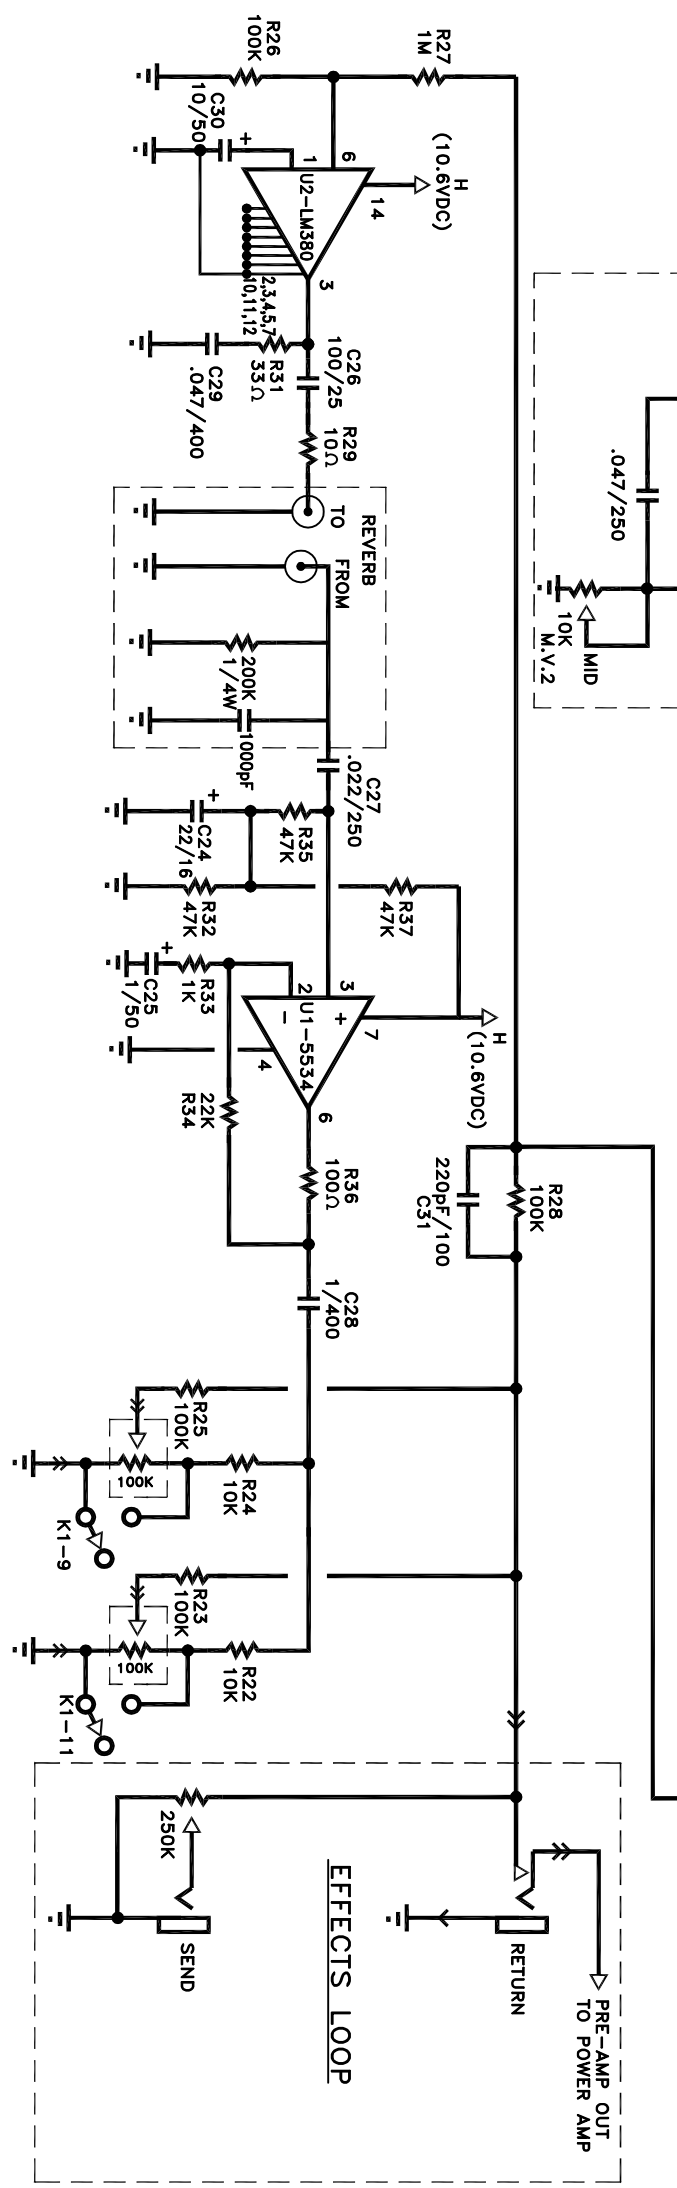 R26
100K
R27
1M
C30
10/50
+
1
6
H
(10.6VDC)
14
U2-LM380
3
2,3,4,5,7
10,11,12
C29
.047/400
R31
33Ω
C26
100/25
R29
10Ω
.047/250
10K
M.V.2
MID
TO
REVERB
FROM
200K
1/4W
1000pF
C27
.022/250
+
C24
22/16
R35
47K
R32
47K
R37
47K
+
C25
1/50
R33
1K
2
3
-
+
U1-5534
7
H
(10.6VDC)
4
6
22K
R34
R36
100Ω
220pF/100
C31
R28
100K
C28
1/400
R25
100K
100K
R24
10K
K1-9
R23
100K
100K
R22
10K
K1-11
250K
SEND
EFFECTS LOOP
RETURN
PRE-AMP OUT
TO POWER AMP